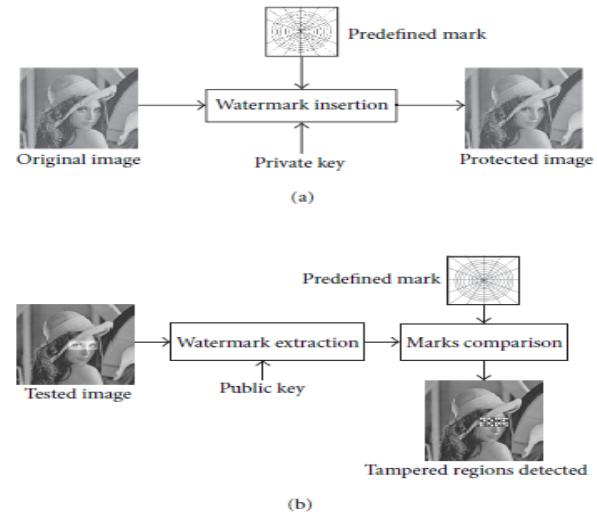 Predefined mark
Watermark insertion
Original image
Private key
Protected image
(a)
Predefined mark
Watermark extraction
Marks comparison
Tested image
Public key
Tampered regions detected
(b)